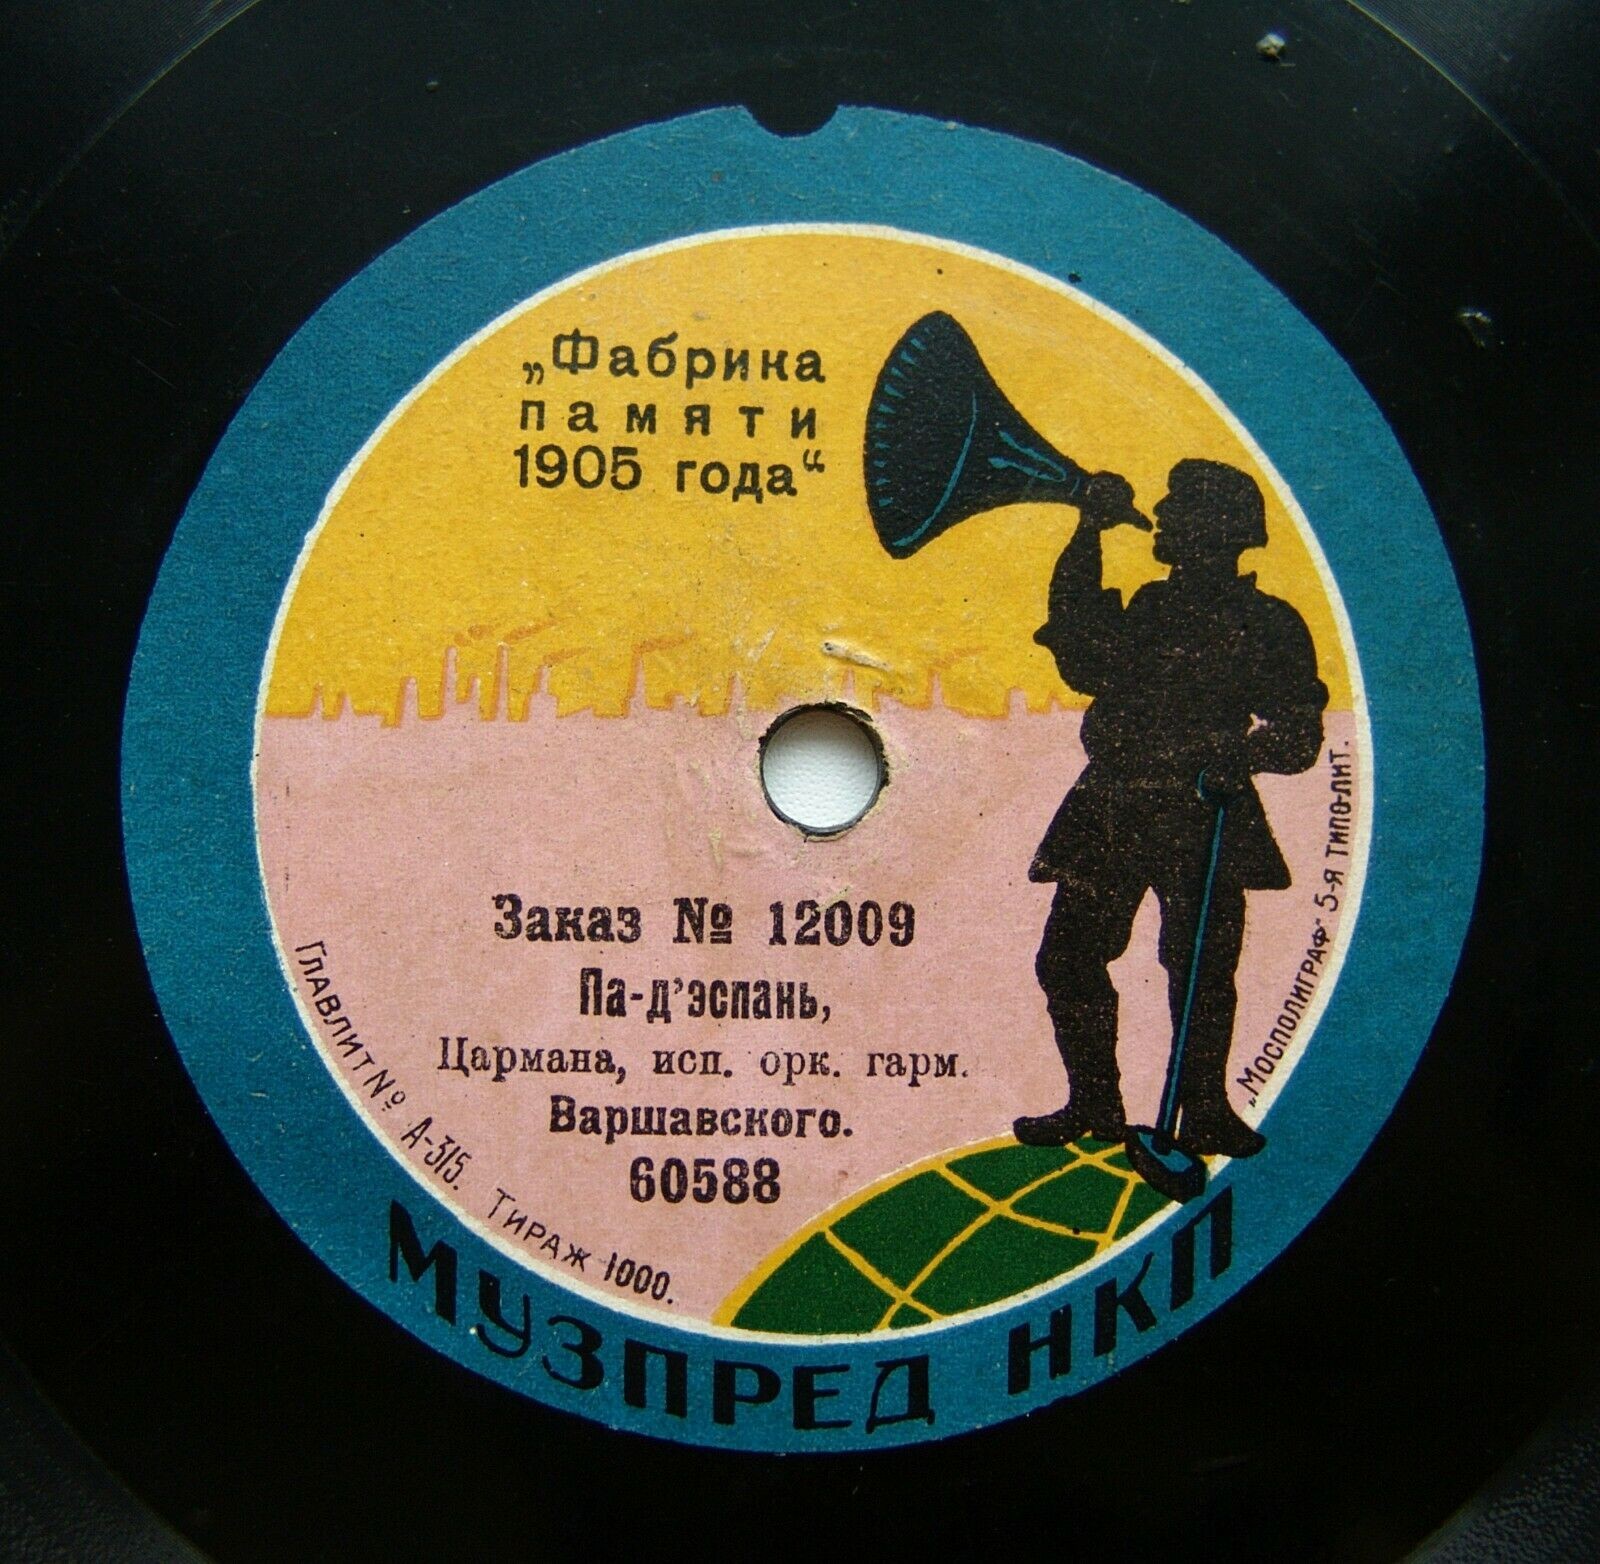 „Фабрика
памяти
1905 года“
Заказ № 12009
Па-д'эспань,
Цармана, исп. орк. гарм.
Варшавского.
60588
Главлит № А-315. Тираж 1000.
„Мосполиграф“ 5-я типо-лит.
МУЗПРЕД НКП